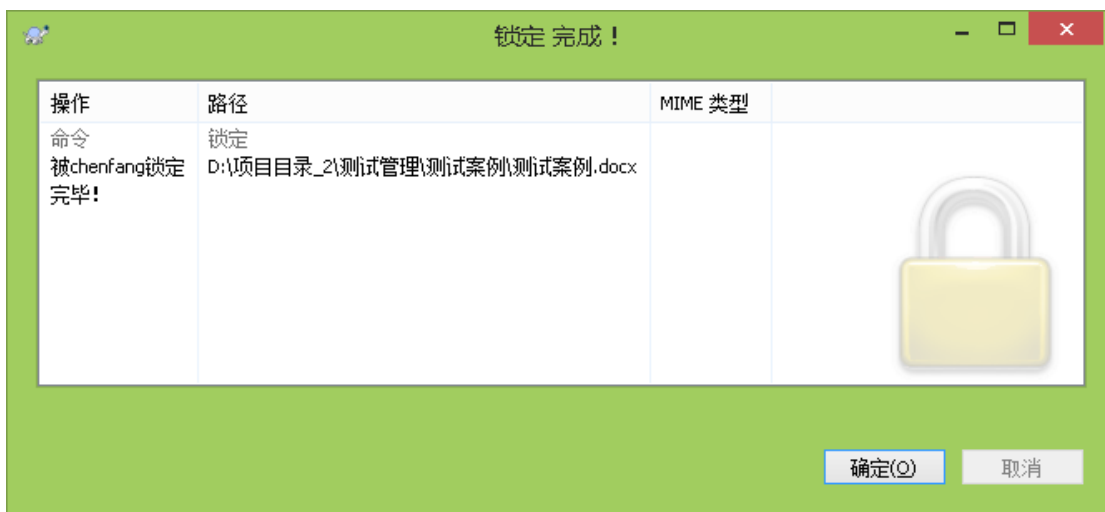 锁定 完成！
操作 路径 MIME 类型
命令 锁定
被chenfang锁定 D:\项目目录_2\测试管理\测试案例\测试案例.docx
完毕!
确定(O) 取消